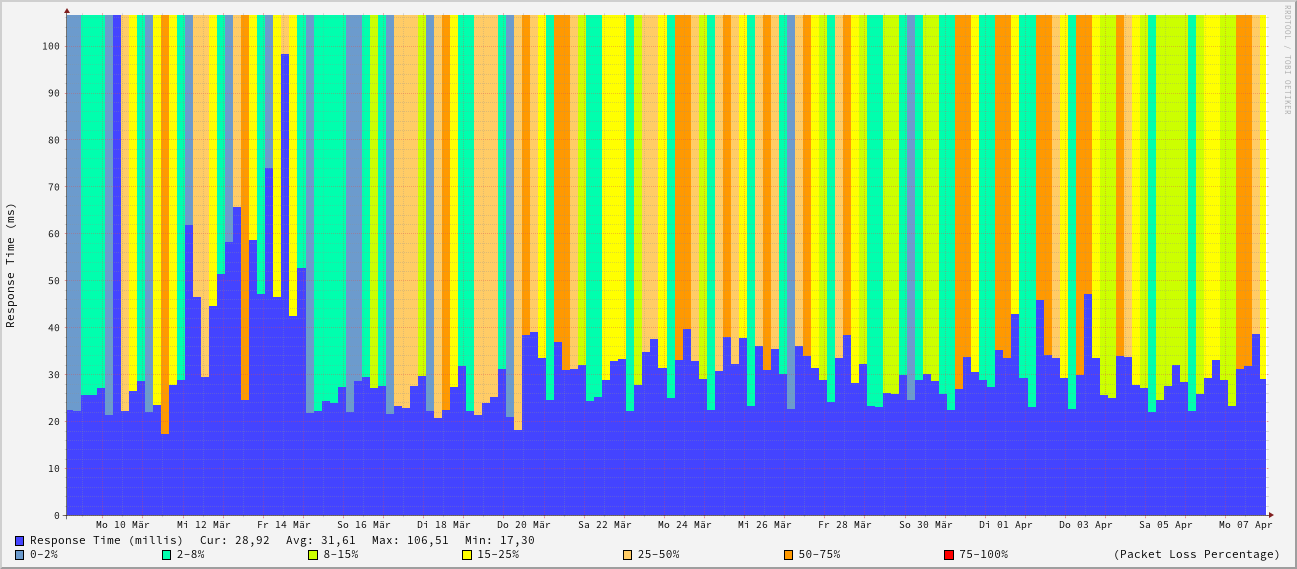 RRDTOOL / TOBI OETIKER
Response Time (ms)
100
90
80
70
60
50
40
30
20
10
0
Mo 10 Mär Mi 12 Mär Fr 14 Mär So 16 Mär Di 18 Mär Do 20 Mär Sa 22 Mär Mo 24 Mär Mi 26 Mär Fr 28 Mär So 30 Mär Di 01 Apr Do 03 Apr Sa 05 Apr Mo 07 Apr
Response Time (millis) Cur: 28,92 Avg: 31,61 Max: 106,51 Min: 17,30
0-2% 2-8% 8-15% 15-25% 25-50% 50-75% 75-100% (Packet Loss Percentage)